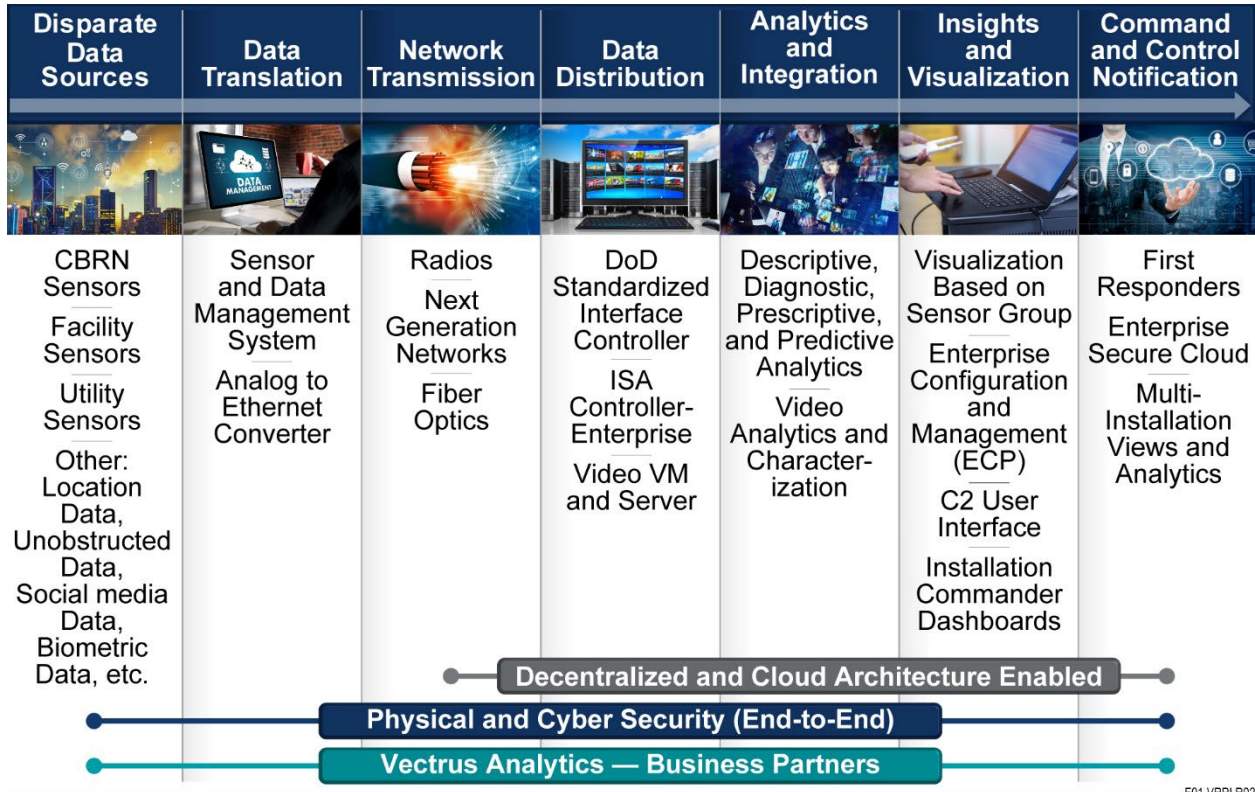 Disparate
Data
Sources
Data
Translation
Network
Transmission
Data
Distribution
Analytics
and
Integration
Insights
and
Visualization
Command
and Control
Notification
DATA
MANAGEMENT
CBRN
Sensors
Facility
Sensors
Utility
Sensors
Other:
Location
Data,
Unobstructed
Data,
Social media
Data,
Biometric
Data, etc.
Sensor
and Data
Management
System
Analog to
Ethernet
Converter
Radios
Next
Generation
Networks
Fiber
Optics
DoD
Standardized
Interface
Controller
ISA
Controller-
Enterprise
Video VM
and Server
Descriptive,
Diagnostic,
Prescriptive,
and Predictive
Analytics
Video
Analytics and
Character-
ization
Visualization
Based on
Sensor Group
Enterprise
Configuration
and
Management
(ECP)
C2 User
Interface
Installation
Commander
Dashboards
First
Responders
Enterprise
Secure Cloud
Multi-
Installation
Views and
Analytics
Decentralized and Cloud Architecture Enabled
Physical and Cyber Security (End-to-End)
Vectrus Analytics — Business Partners